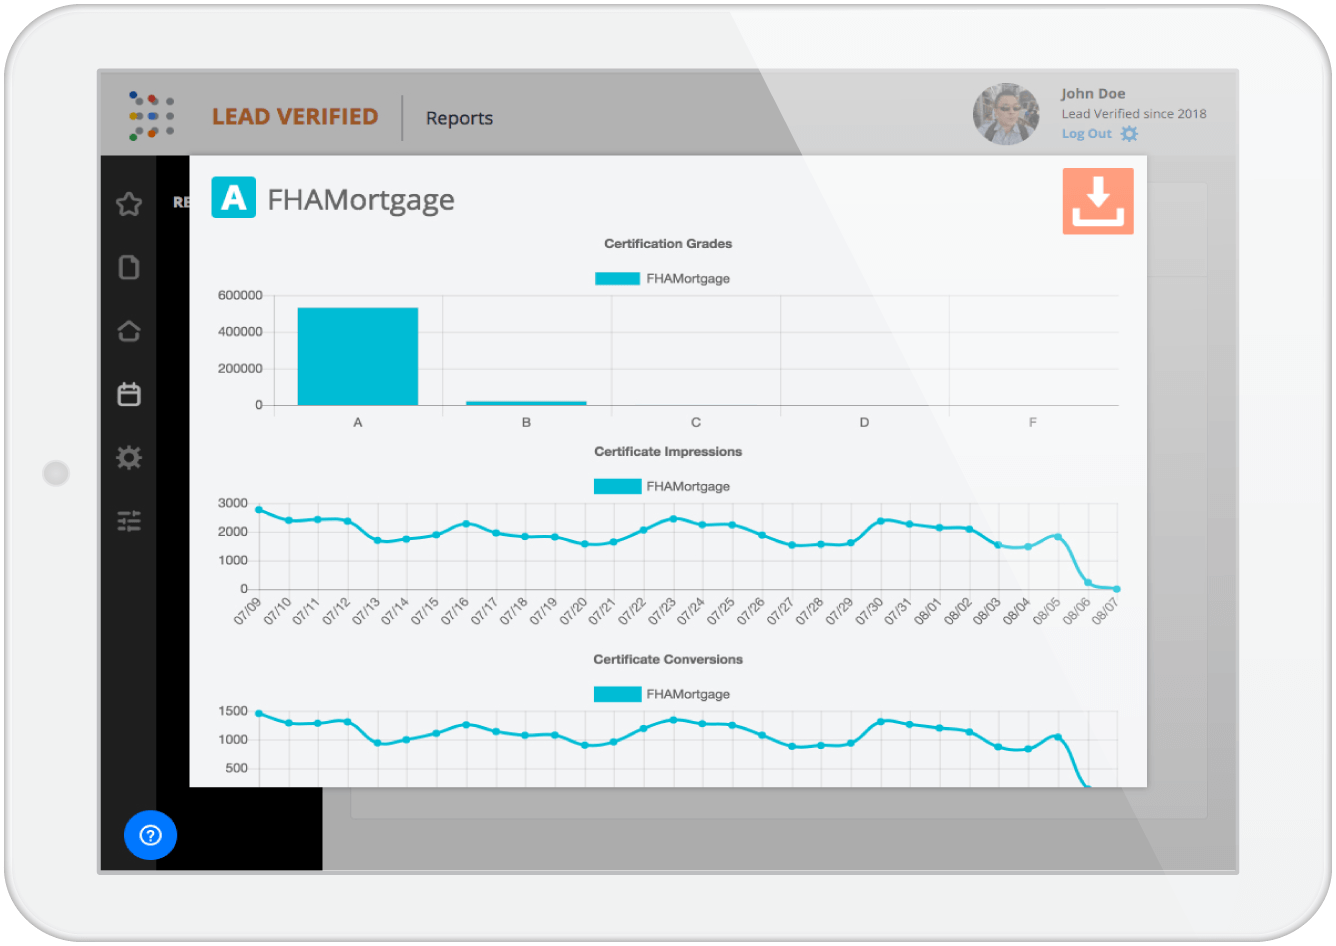 LEAD VERIFIED
Reports
John Doe
Lead Verified since 2018
Log Out
RE
A FHAMortgage
Certification Grades
FHAMortgage
600000
400000
200000
0
A B C D F
Certificate Impressions
FHAMortgage
3000
2000
1000
0
07/09 07/10 07/11 07/12 07/13 07/14 07/15 07/16 07/17 07/18 07/19 07/20 07/21 07/22 07/23 07/24 07/25 07/26 07/27 07/28 07/29 07/30 07/31 08/01 08/02 08/03 08/04 08/05 08/06 08/07
Certificate Conversions
FHAMortgage
1500
1000
500
?